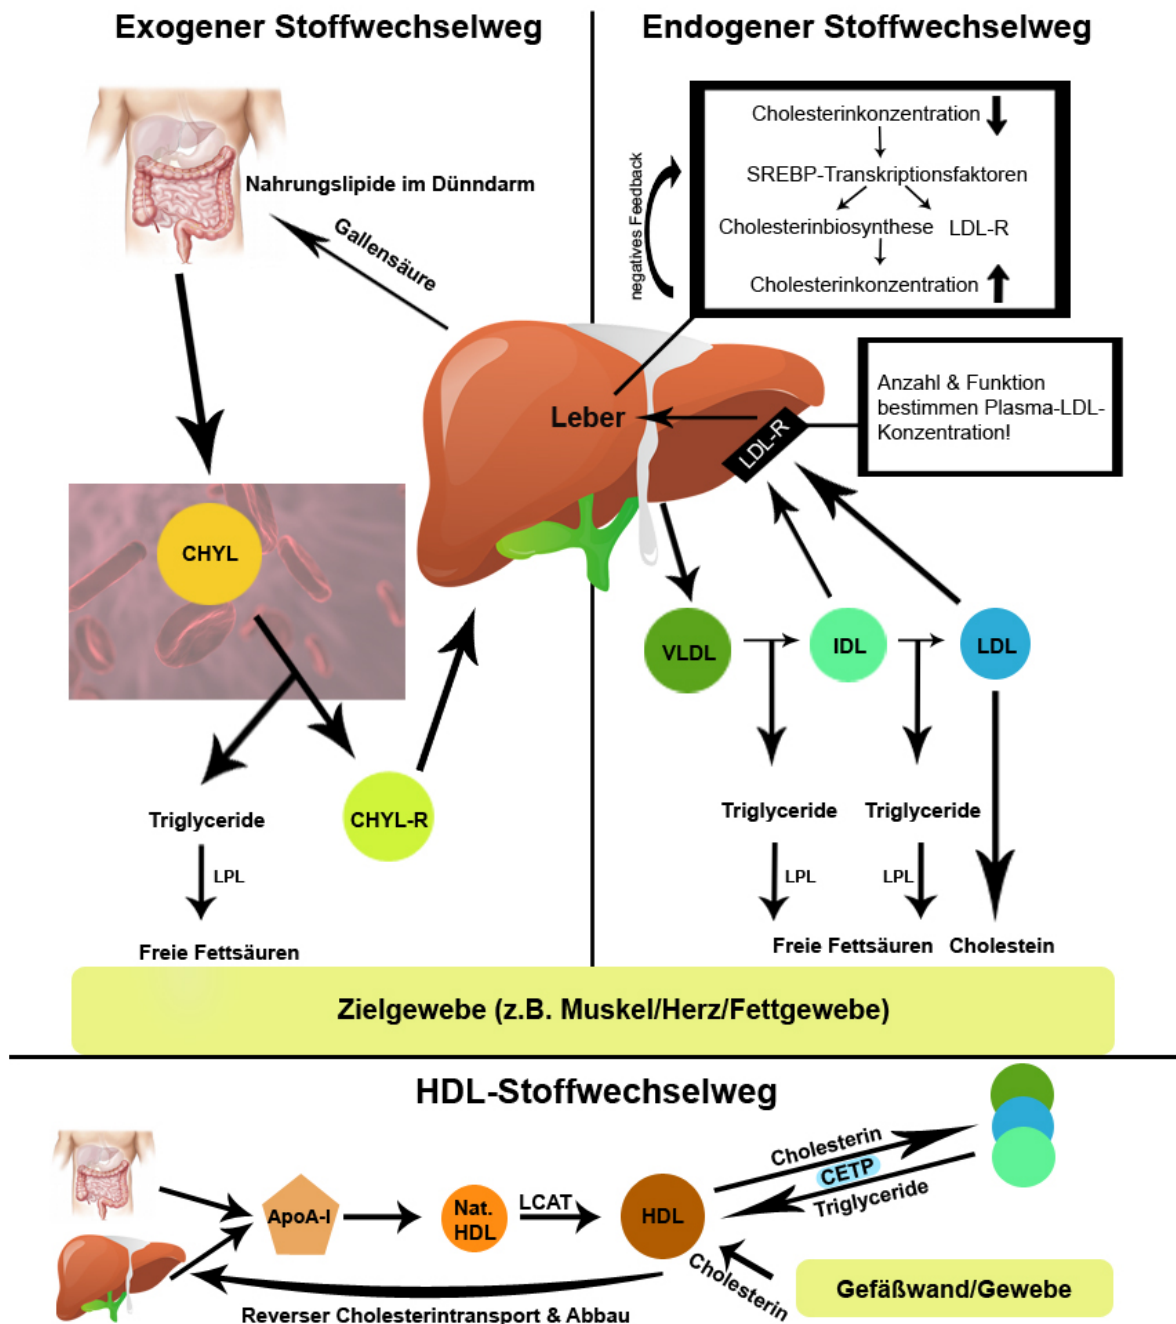 Exogener Stoffwechselweg
Endogener Stoffwechselweg
Nahrungslipide im Dünndarm
Gallensäure
negatives Feedback
Cholesterinkonzentration
SREBP-Transkriptionsfaktoren
Cholesterinbiosynthese LDL-R
Cholesterinkonzentration
Leber
LDL-R
Anzahl & Funktion
bestimmen Plasma-LDL-
Konzentration!
CHYL
CHYL-R
Triglyceride
LPL
Freie Fettsäuren
VLDL
IDL
LDL
Triglyceride
Triglyceride
LPL
LPL
Freie Fettsäuren
Cholestein
Zielgewebe (z.B. Muskel/Herz/Fettgewebe)
HDL-Stoffwechselweg
ApoA-I
Nat.
HDL
LCAT
HDL
Cholesterin
CETP
Triglyceride
Cholesterin
Gefäßwand/Gewebe
Reverser Cholesterintransport & Abbau